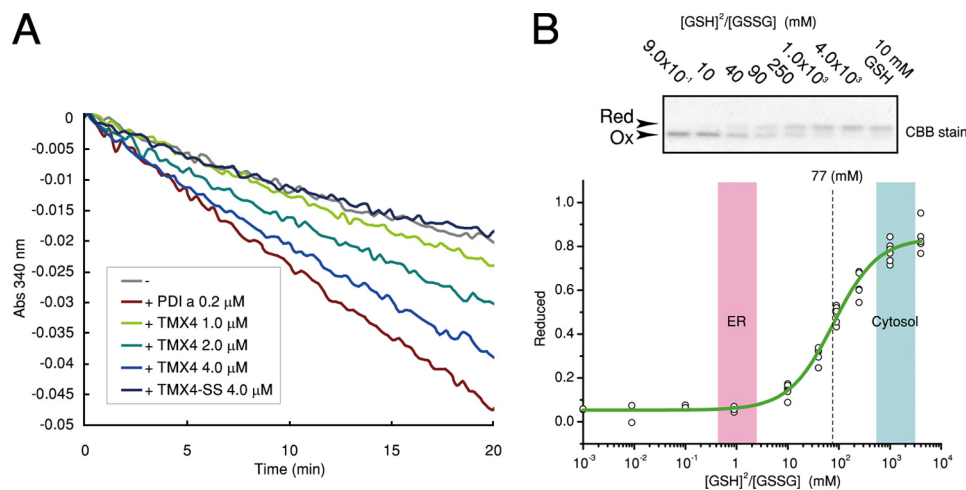 A
Abs 340 nm
0
-0.005
-0.01
-0.015
-0.02
-0.025
-0.03
-0.035
-0.04
-0.045
-0.05
-
+ PDI a 0.2 μM
+ TMX4 1.0 μM
+ TMX4 2.0 μM
+ TMX4 4.0 μM
+ TMX4-SS 4.0 μM
0 5 10 15 20
Time (min)
B
[GSH]²/[GSSG] (mM)
9.0x10⁻¹ 10 40 90 250 1.0x10³ 4.0x10³ 10 mM GSH
Red
Ox
CBB stain
77 (mM)
Reduced
1.0
0.8
0.6
0.4
0.2
0.0
ER
Cytosol
10⁻³ 10⁻² 10⁻¹ 1 10 10² 10³ 10⁴
[GSH]²/[GSSG] (mM)